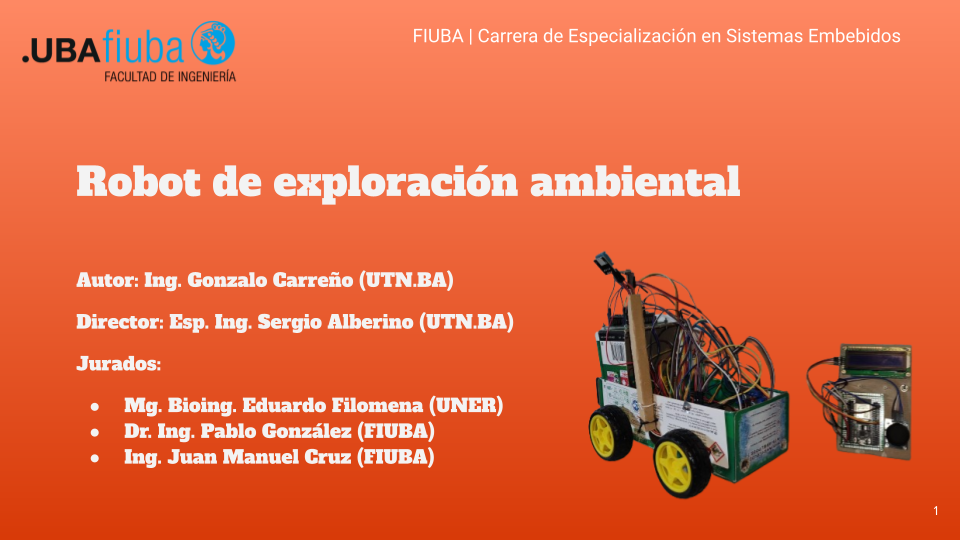 .UBAfiuba
FACULTAD DE INGENIERÍA
FIUBA | Carrera de Especialización en Sistemas Embebidos
Robot de exploración ambiental
Autor: Ing. Gonzalo Carreño (UTN.BA)
Director: Esp. Ing. Sergio Alberino (UTN.BA)
Jurados:
● Mg. Bioing. Eduardo Filomena (UNER)
● Dr. Ing. Pablo González (FIUBA)
● Ing. Juan Manuel Cruz (FIUBA)
1